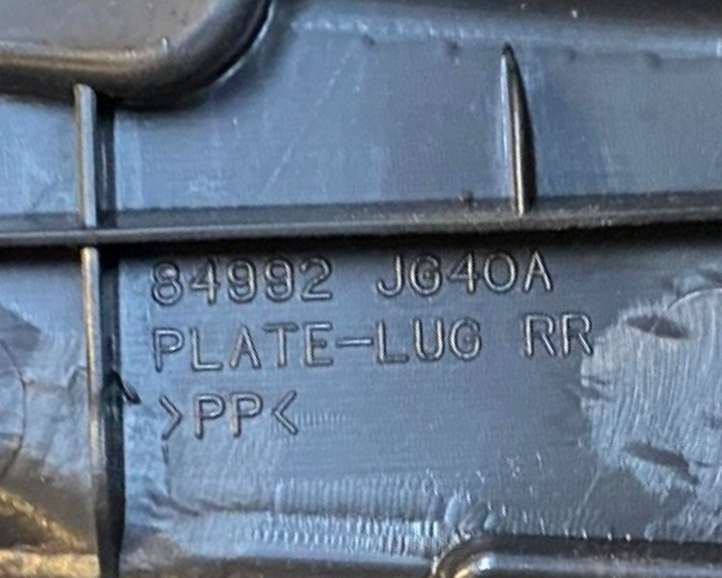 84992 JG40A
PLATE-LUG RR
>PP<